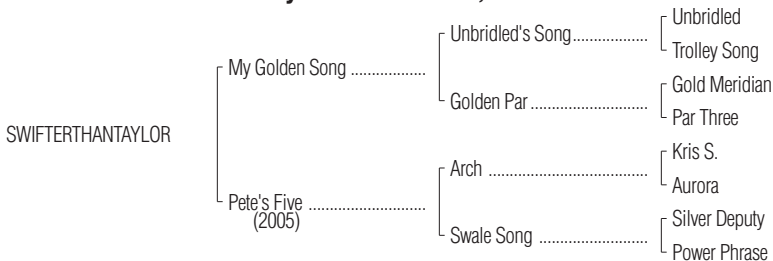 Unbridled
Unbridled's Song..................
Trolley Song
My Golden Song ..................
Gold Meridian
Golden Par............................
Par Three
SWIFTERTHANTAYLOR
Kris S.
Arch ......................................
Aurora
Pete's Five ............................
(2005)
Silver Deputy
Swale Song ..........................
Power Phrase